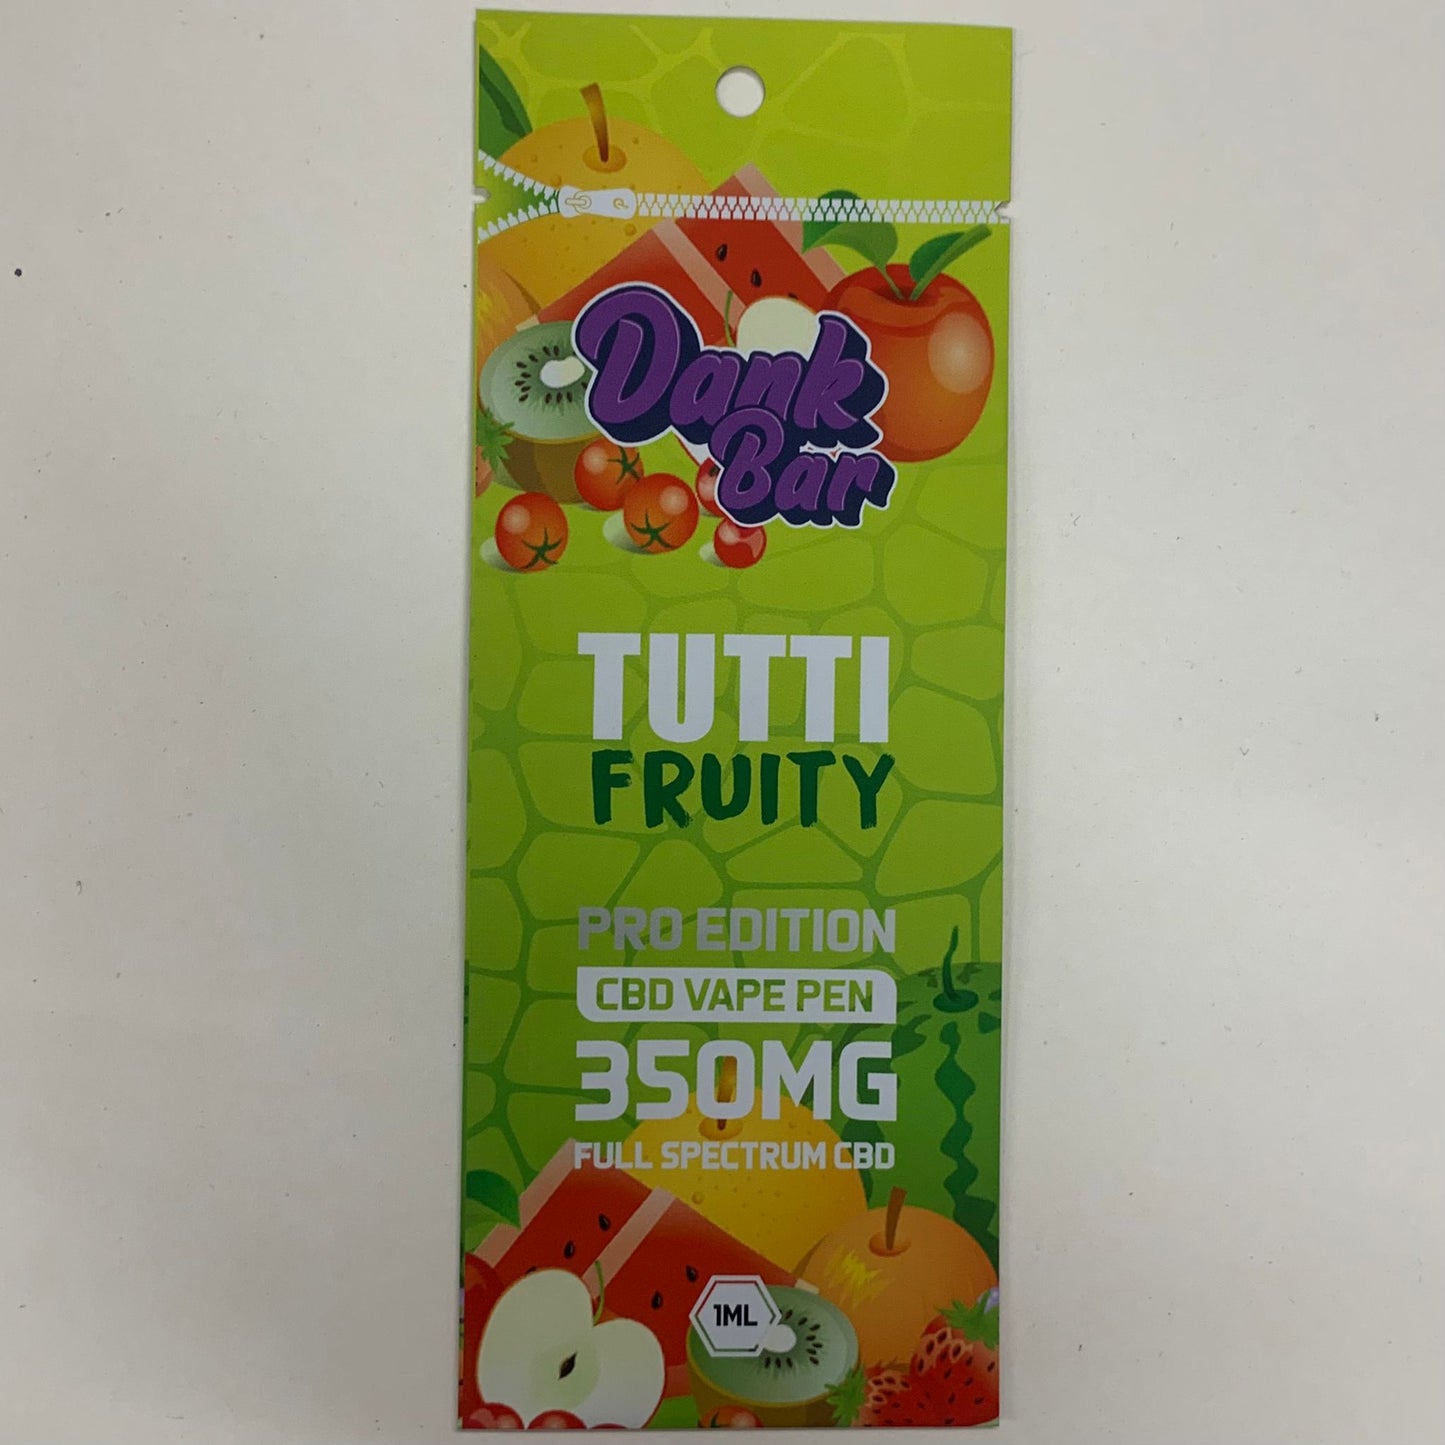 Dank
Bar
TUTTI
FRUITY
PRO EDITION
CBD VAPE PEN
350MG
FULL SPECTRUM CBD
1ML